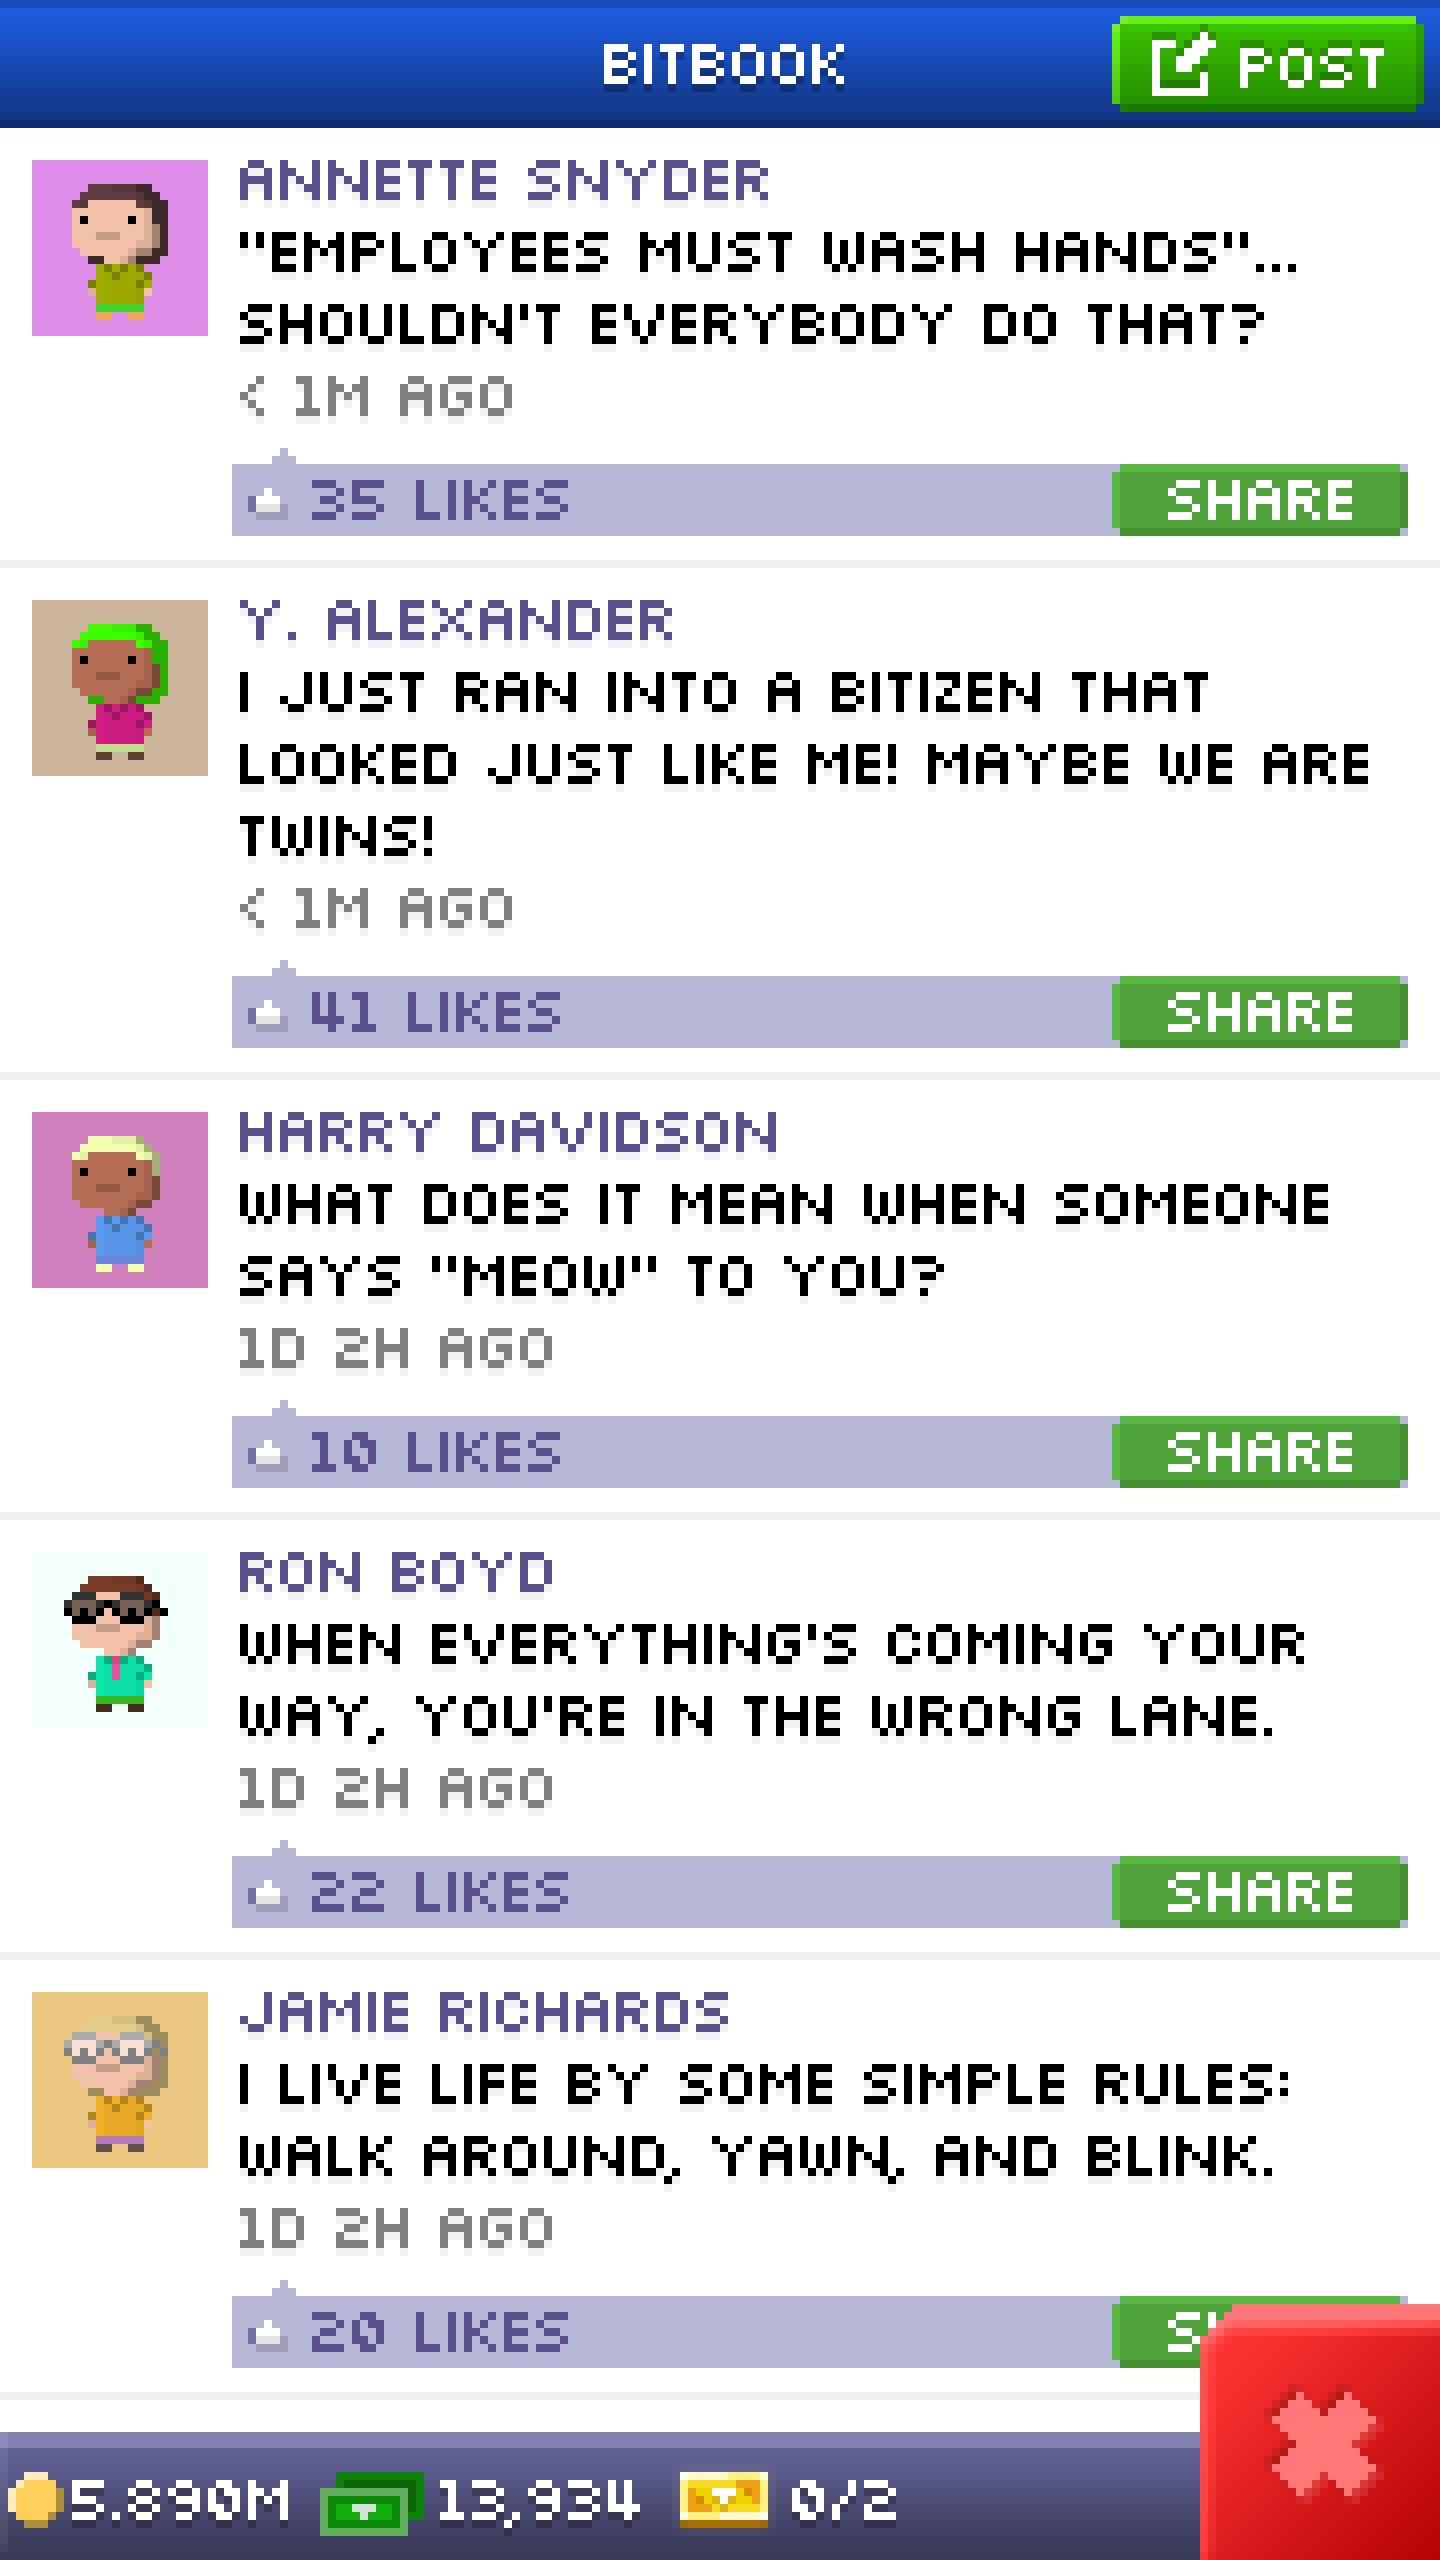 BITBOOK
POST
ANNETTE SNYDER
"EMPLOYEES MUST WASH HANDS"...
SHOULDN'T EVERYBODY DO THAT?
< 1M AGO
35 LIKES
SHARE
Y. ALEXANDER
I JUST RAN INTO A BITIZEN THAT
LOOKED JUST LIKE ME! MAYBE WE ARE
TWINS!
< 1M AGO
41 LIKES
SHARE
HARRY DAVIDSON
WHAT DOES IT MEAN WHEN SOMEONE
SAYS "MEOW" TO YOU?
1D 2H AGO
10 LIKES
SHARE
RON BOYD
WHEN EVERYTHING'S COMING YOUR
WAY, YOU'RE IN THE WRONG LANE.
1D 2H AGO
22 LIKES
SHARE
JAMIE RICHARDS
I LIVE LIFE BY SOME SIMPLE RULES:
WALK AROUND, YAWN, AND BLINK.
1D 2H AGO
20 LIKES
5.890M 13,934 0/2